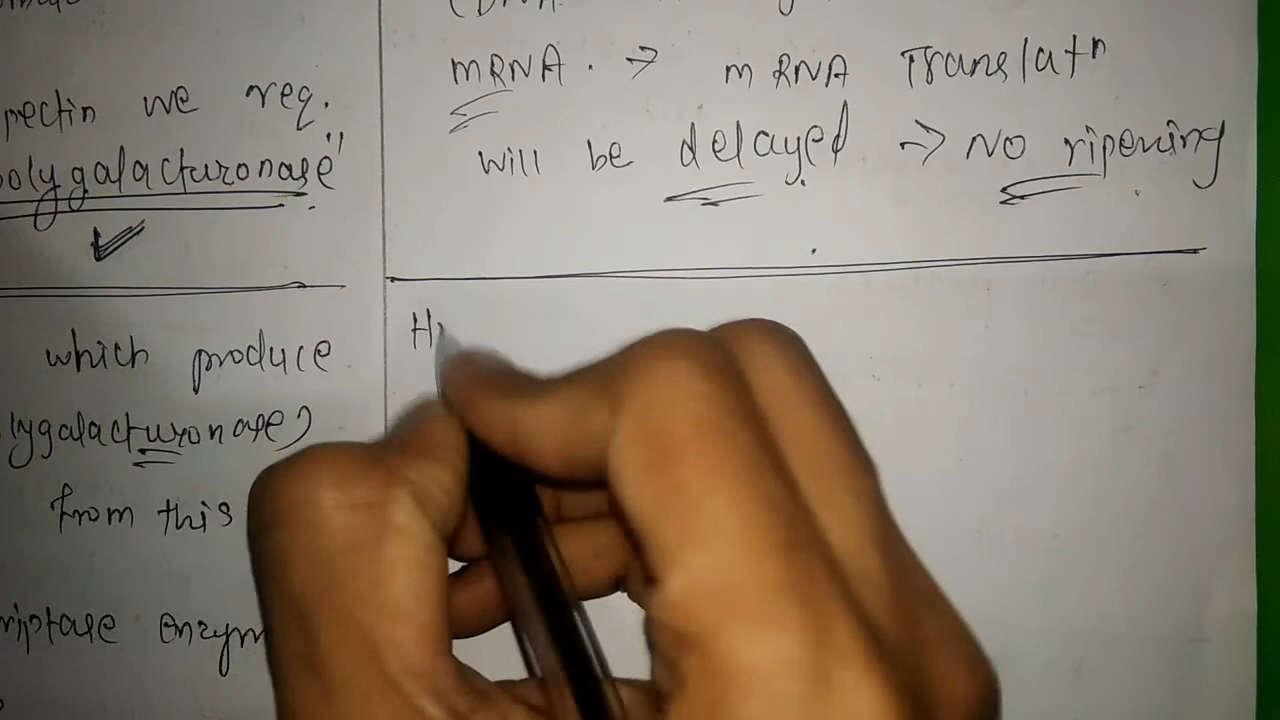 pectin we req.
polygalacturonase"
which produce
lygalacturonase)
from this
riptase enzym
mRNA. → mRNA Translatn
will be delayed → No ripening
H